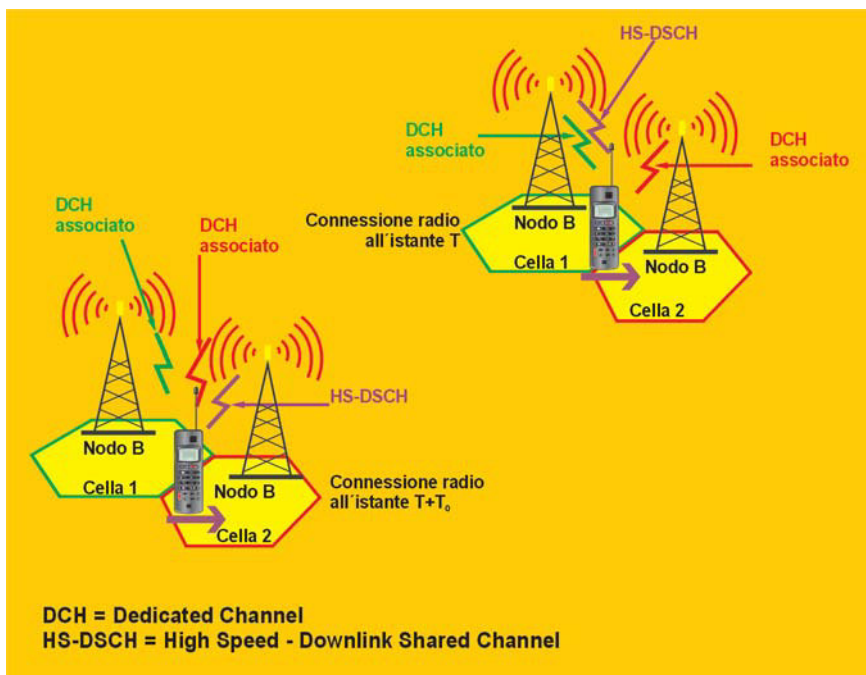 HS-DSCH
DCH
associato
DCH
associato
Connessione radio
all´istante T
Nodo B
Cella 1
Nodo B
Cella 2
DCH
associato
DCH
associato
HS-DSCH
Nodo B
Cella 1
Nodo B
Cella 2
Connessione radio
all´istante T+T₀
DCH = Dedicated Channel
HS-DSCH = High Speed - Downlink Shared Channel